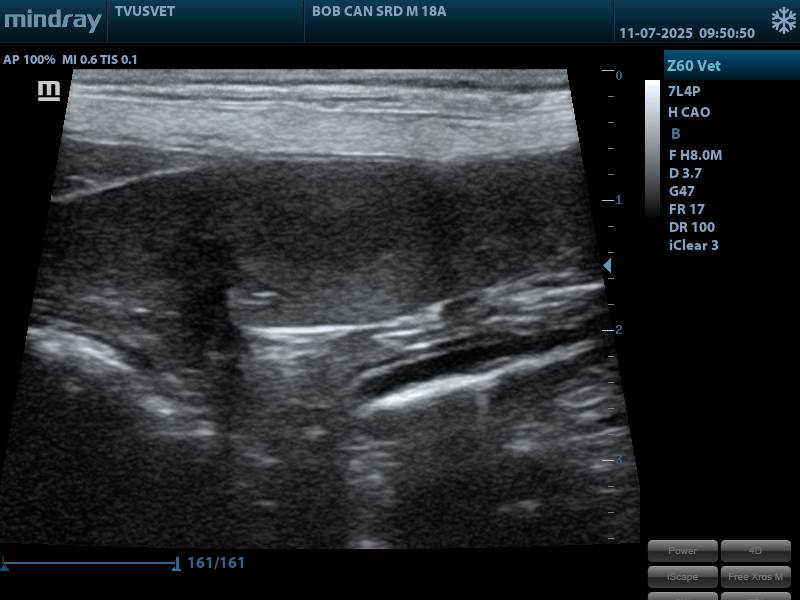 mindray
TVUSVET
BOB CAN SRD M 18A
11-07-2025 09:50:50
AP 100% MI 0.6 TIS 0.1
m
Z60 Vet
7L4P
H CAO
B
F H8.0M
D 3.7
G47
FR 17
DR 100
iClear 3
0
1
2
3
161/161
Power
4D
iScape
Free Xros M